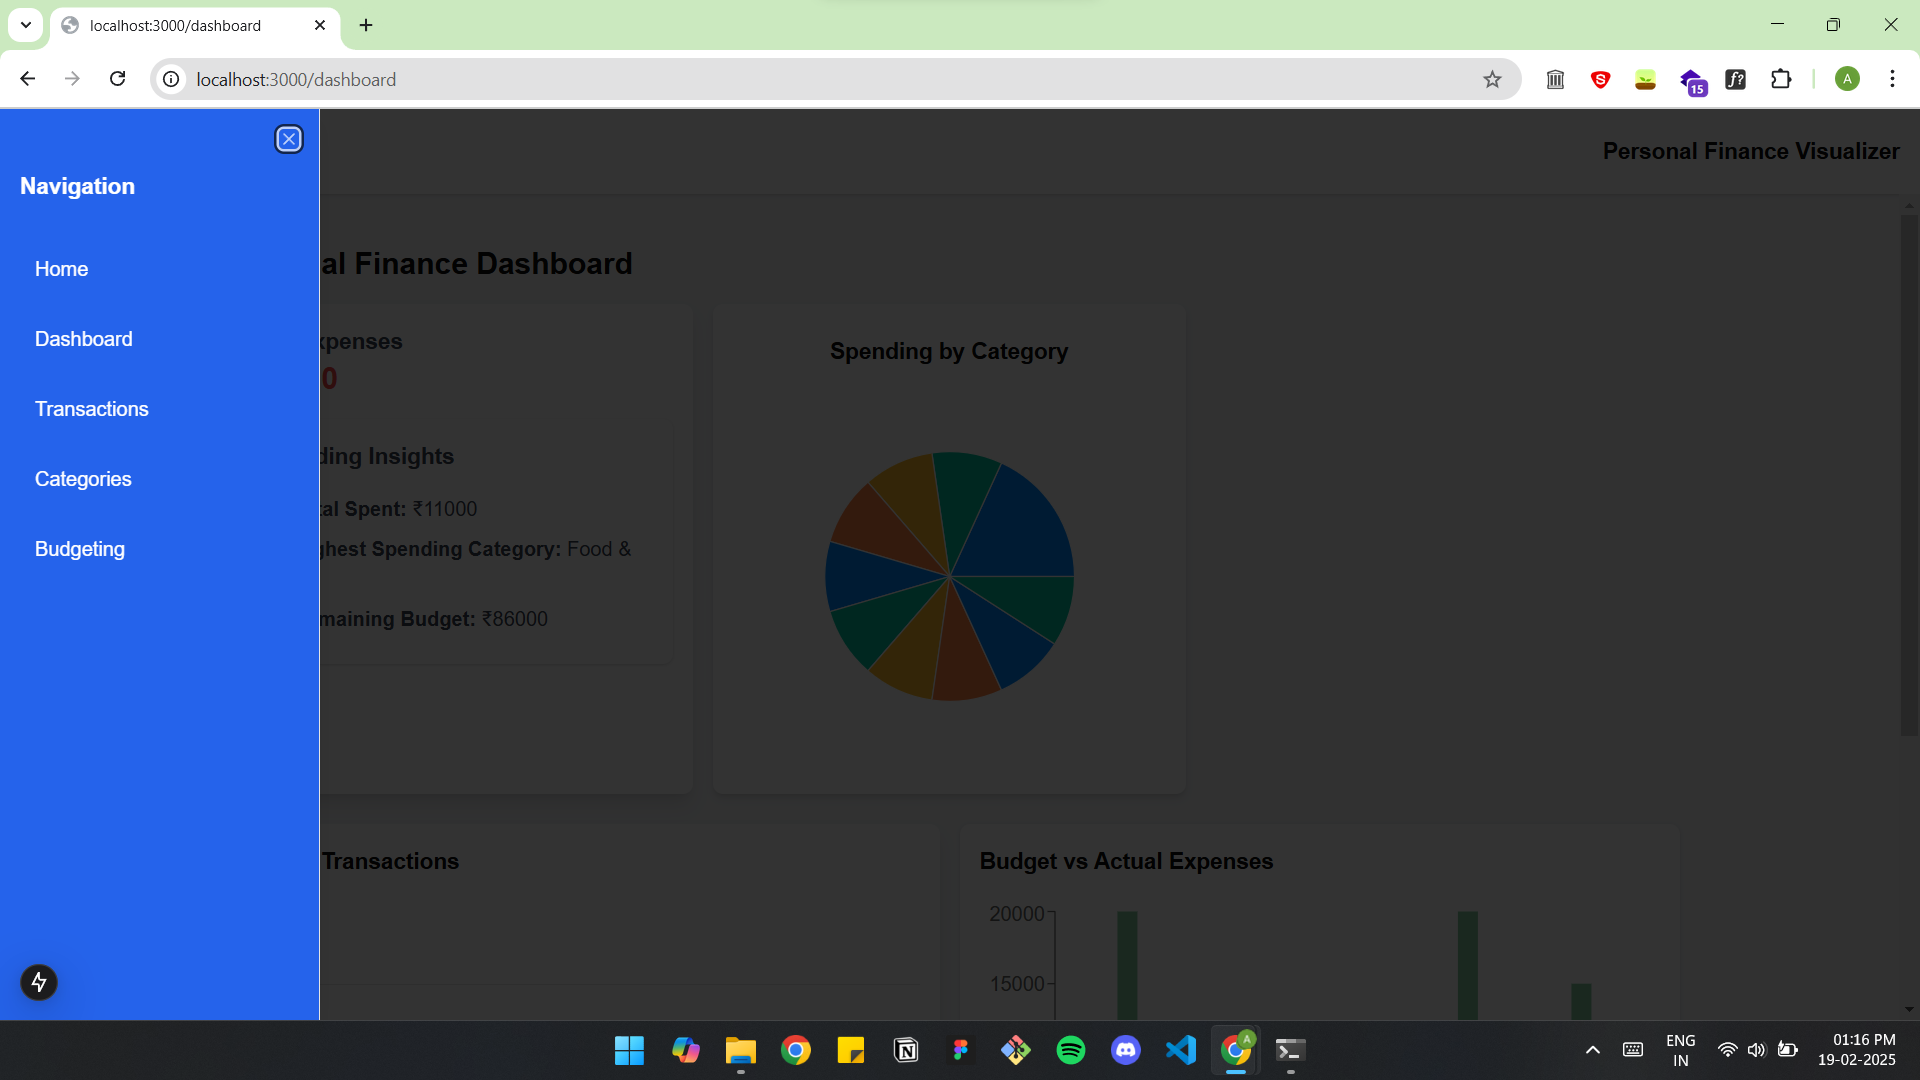 localhost:3000/dashboard
localhost:3000/dashboard
15
A
Personal Finance Visualizer
Navigation
Home
Dashboard
Transactions
Categories
Budgeting
al Finance Dashboard
xpenses
0
ding Insights
tal Spent: ₹11000
ghest Spending Category: Food &
maining Budget: ₹86000
Spending by Category
Transactions
Budget vs Actual Expenses
20000
15000
A
ENG
IN
01:16 PM
19-02-2025